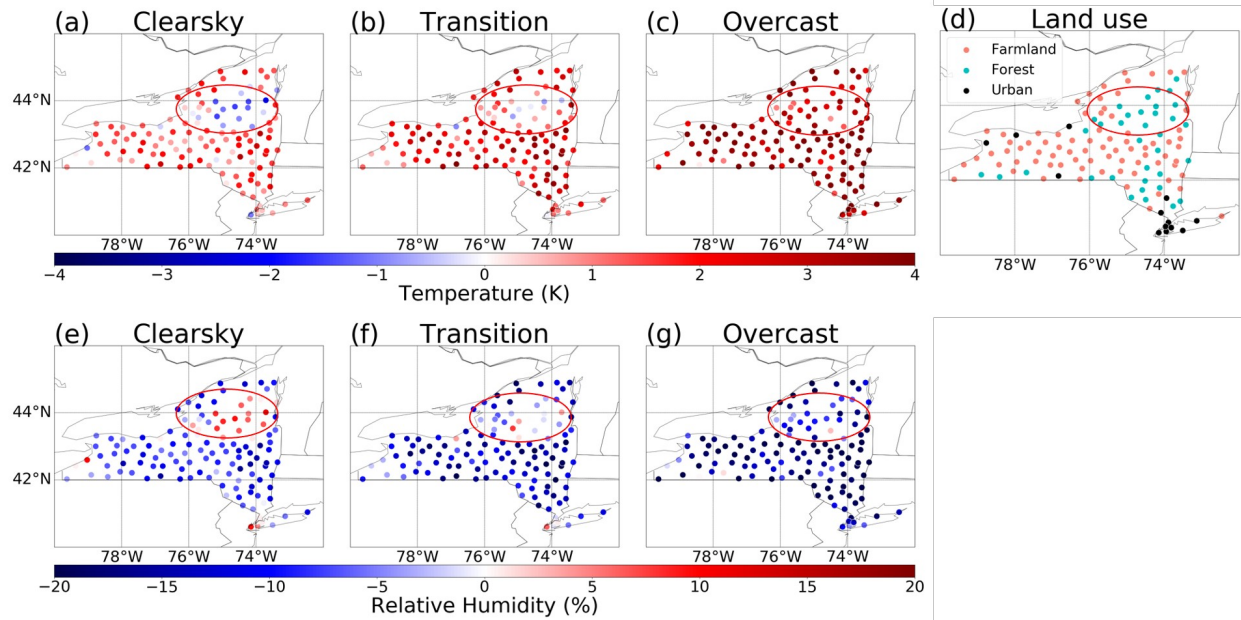 (a) Clearsky
(b) Transition
(c) Overcast
(d) Land use
Farmland
Forest
Urban
44°N
42°N
78°W 76°W 74°W
78°W 76°W 74°W
78°W 76°W 74°W
78°W 76°W 74°W
−4 −3 −2 −1 0 1 2 3 4
Temperature (K)
(e) Clearsky
(f) Transition
(g) Overcast
44°N
42°N
78°W 76°W 74°W
78°W 76°W 74°W
78°W 76°W 74°W
−20 −15 −10 −5 0 5 10 15 20
Relative Humidity (%)